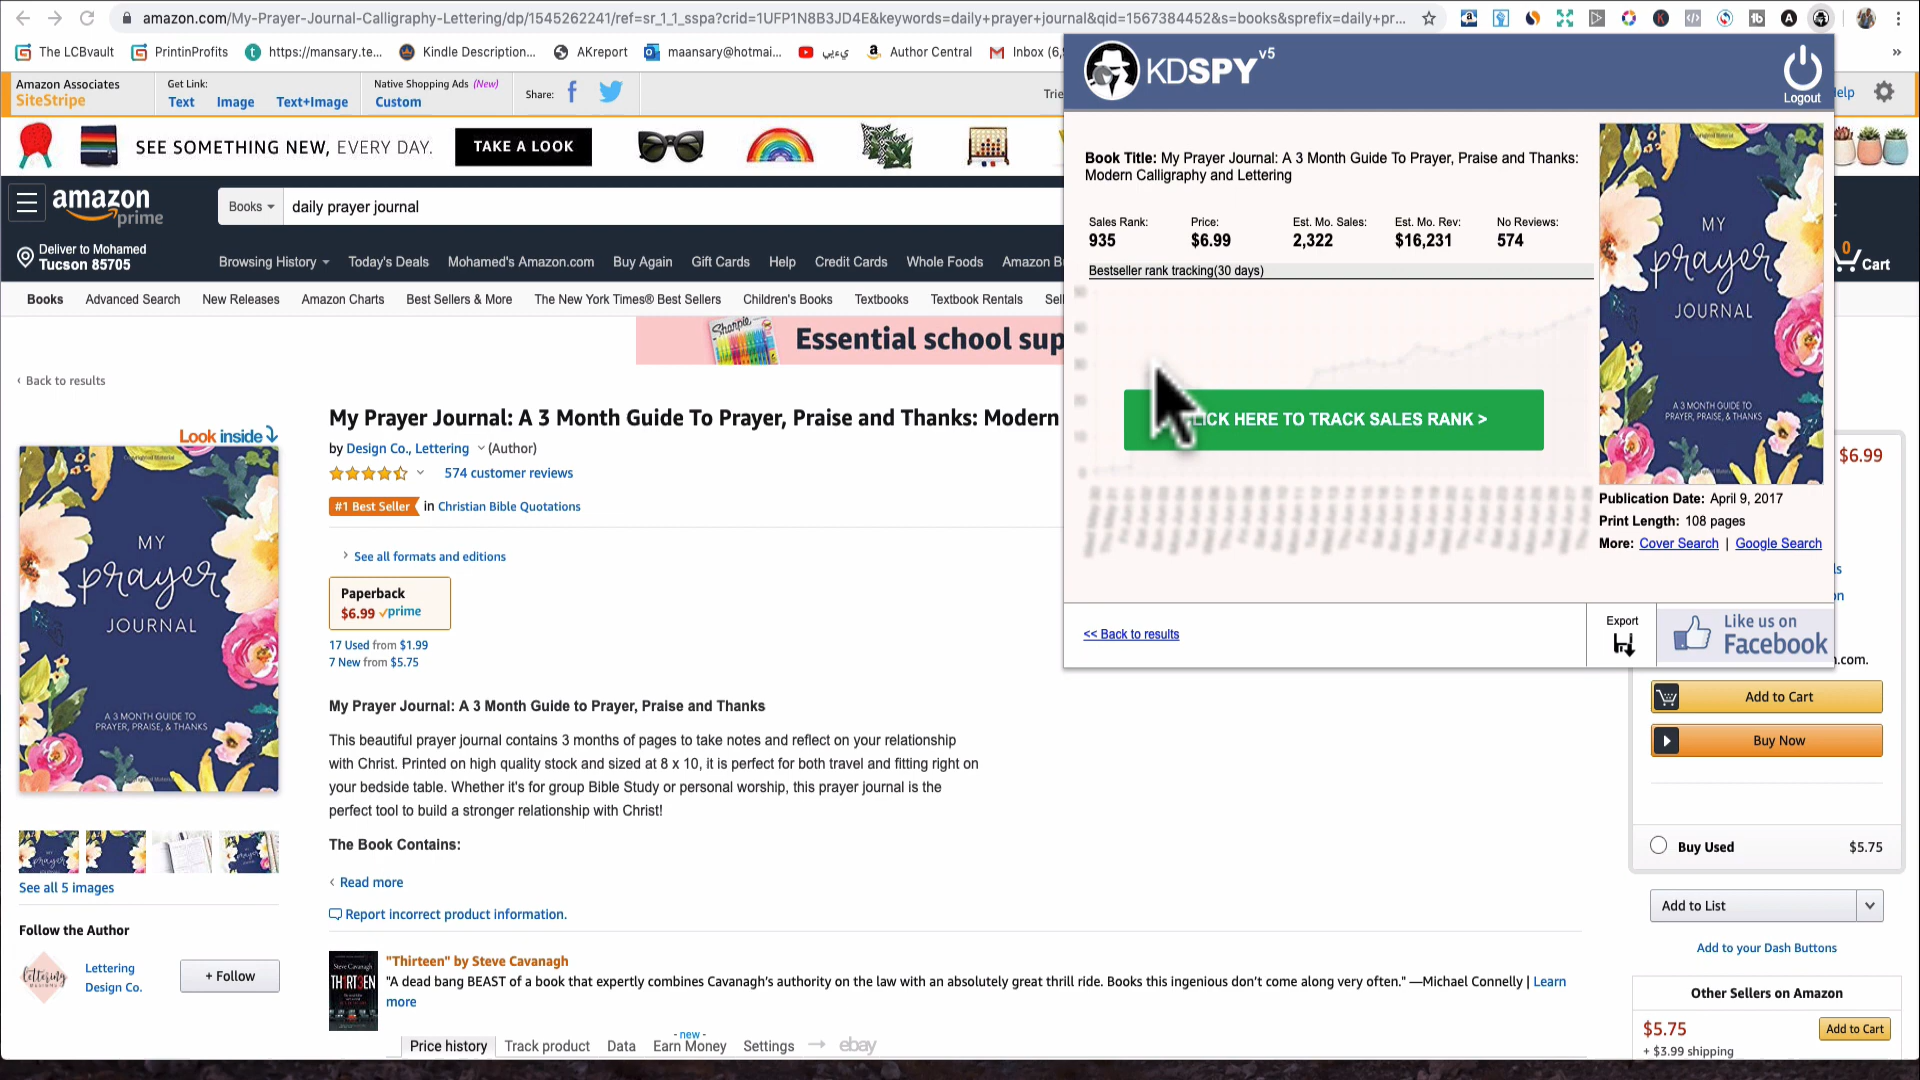 amazon.com/My-Prayer-Journal-Calligraphy-Lettering/dp/1545262241/ref=sr_1_1_sspa?crid=1UFP1N8B3JD4E&keywords=daily+prayer+journal&qid=1567384452&s=books&sprefix=daily+pr...
The LCBvault
PrintinProfits
https://mansary.te...
Kindle Description...
AKreport
maansary@hotmai...
Author Central
Inbox (6,
»
Amazon Associates
SiteStripe
Get Link:
Text Image Text+Image
Native Shopping Ads (New)
Custom
Share:
elp
SEE SOMETHING NEW, EVERY DAY.
TAKE A LOOK
amazon
prime
Books
daily prayer journal
Deliver to Mohamed
Tucson 85705
Browsing History Today's Deals Mohamed's Amazon.com Buy Again Gift Cards Help Credit Cards Whole Foods
0
Cart
Books Advanced Search New Releases Amazon Charts Best Sellers & More The New York Times® Best Sellers Children's Books Textbooks Textbook Rentals
Sharpie
Essential school sup
KDSPY v5
Logout
Book Title: My Prayer Journal: A 3 Month Guide To Prayer, Praise and Thanks:
Modern Calligraphy and Lettering
Sales Rank: Price: Est. Mo. Sales: Est. Mo. Rev: No Reviews:
935 $6.99 2,322 $16,231 574
Bestseller rank tracking(30 days)
ICK HERE TO TRACK SALES RANK >
MY
prayer
JOURNAL
A 3 MONTH GUIDE TO
PRAYER, PRAISE, & THANKS
Publication Date: April 9, 2017
Print Length: 108 pages
More: Cover Search | Google Search
<< Back to results
Export
Like us on
Facebook
‹ Back to results
Look inside
MY
prayer
JOURNAL
A 3 MONTH GUIDE TO
PRAYER, PRAISE, & THANKS
See all 5 images
Follow the Author
Lettering
Design Co.
+ Follow
My Prayer Journal: A 3 Month Guide To Prayer, Praise and Thanks: Modern
by Design Co., Lettering (Author)
574 customer reviews
#1 Best Seller in Christian Bible Quotations
› See all formats and editions
Paperback
$6.99 prime
17 Used from $1.99
7 New from $5.75
My Prayer Journal: A 3 Month Guide to Prayer, Praise and Thanks
This beautiful prayer journal contains 3 months of pages to take notes and reflect on your relationship
with Christ. Printed on high quality stock and sized at 8 x 10, it is perfect for both travel and fitting right on
your bedside table. Whether it's for group Bible Study or personal worship, this prayer journal is the
perfect tool to build a stronger relationship with Christ!
The Book Contains:
‹ Read more
Report incorrect product information.
Steve Cavanagh
TH1RT3EN
"Thirteen" by Steve Cavanagh
"A dead bang BEAST of a book that expertly combines Cavanagh's authority on the law with an absolutely great thrill ride. Books this ingenious don't come along very often." —Michael Connelly | Learn
more
- new -
Price history Track product Data Earn Money Settings → ebay
$6.99
n.com.
Add to Cart
Buy Now
Buy Used $5.75
Add to List
Add to your Dash Buttons
Other Sellers on Amazon
$5.75
Add to Cart
+ $3.99 shipping